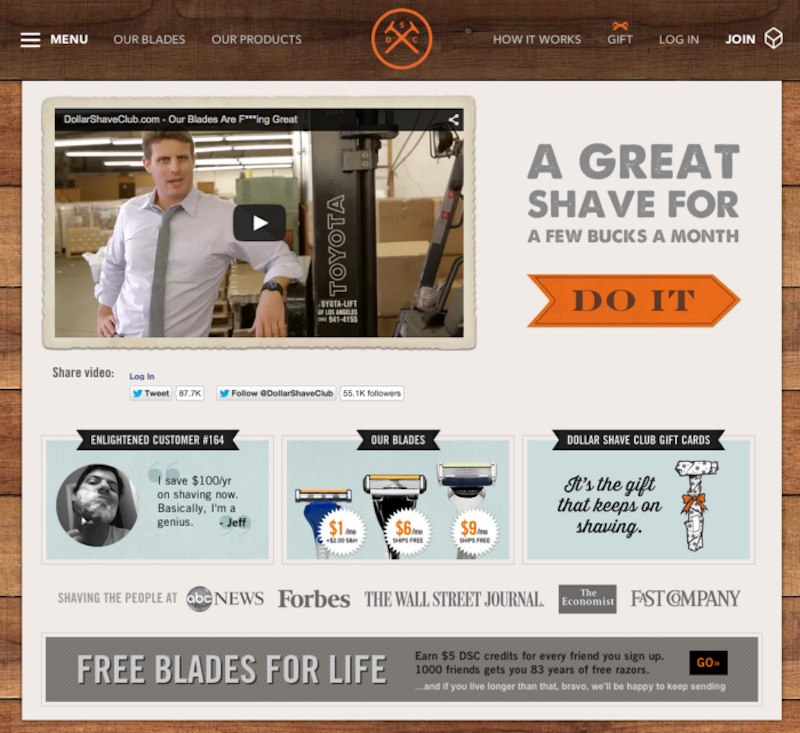 MENU
OUR BLADES
OUR PRODUCTS
D S C
HOW IT WORKS
GIFT
LOG IN
JOIN
DollarShaveClub.com - Our Blades Are F***ing Great
TOYOTA
OYOTA-LIFT
OF LOS ANGELES
941-4155
A GREAT
SHAVE FOR
A FEW BUCKS A MONTH
DO IT
Share video:
Log In
Tweet
87.7K
Follow @DollarShaveClub
55.1K followers
ENLIGHTENED CUSTOMER #164
“I save $100/yr
on shaving now.
Basically, I'm a
genius. - Jeff
OUR BLADES
$1/mo
+$2.00 S&H
$6/mo
SHIPS FREE
$9/mo
SHIPS FREE
DOLLAR SHAVE CLUB GIFT CARDS
It's the gift
that keeps on
shaving.
SHAVING THE PEOPLE AT
abc NEWS
Forbes
THE WALL STREET JOURNAL.
The
Economist
FAST COMPANY
FREE BLADES FOR LIFE
Earn $5 DSC credits for every friend you sign up.
1000 friends gets you 83 years of free razors.
...and if you live longer than that, bravo, we'll be happy to keep sending
GO»